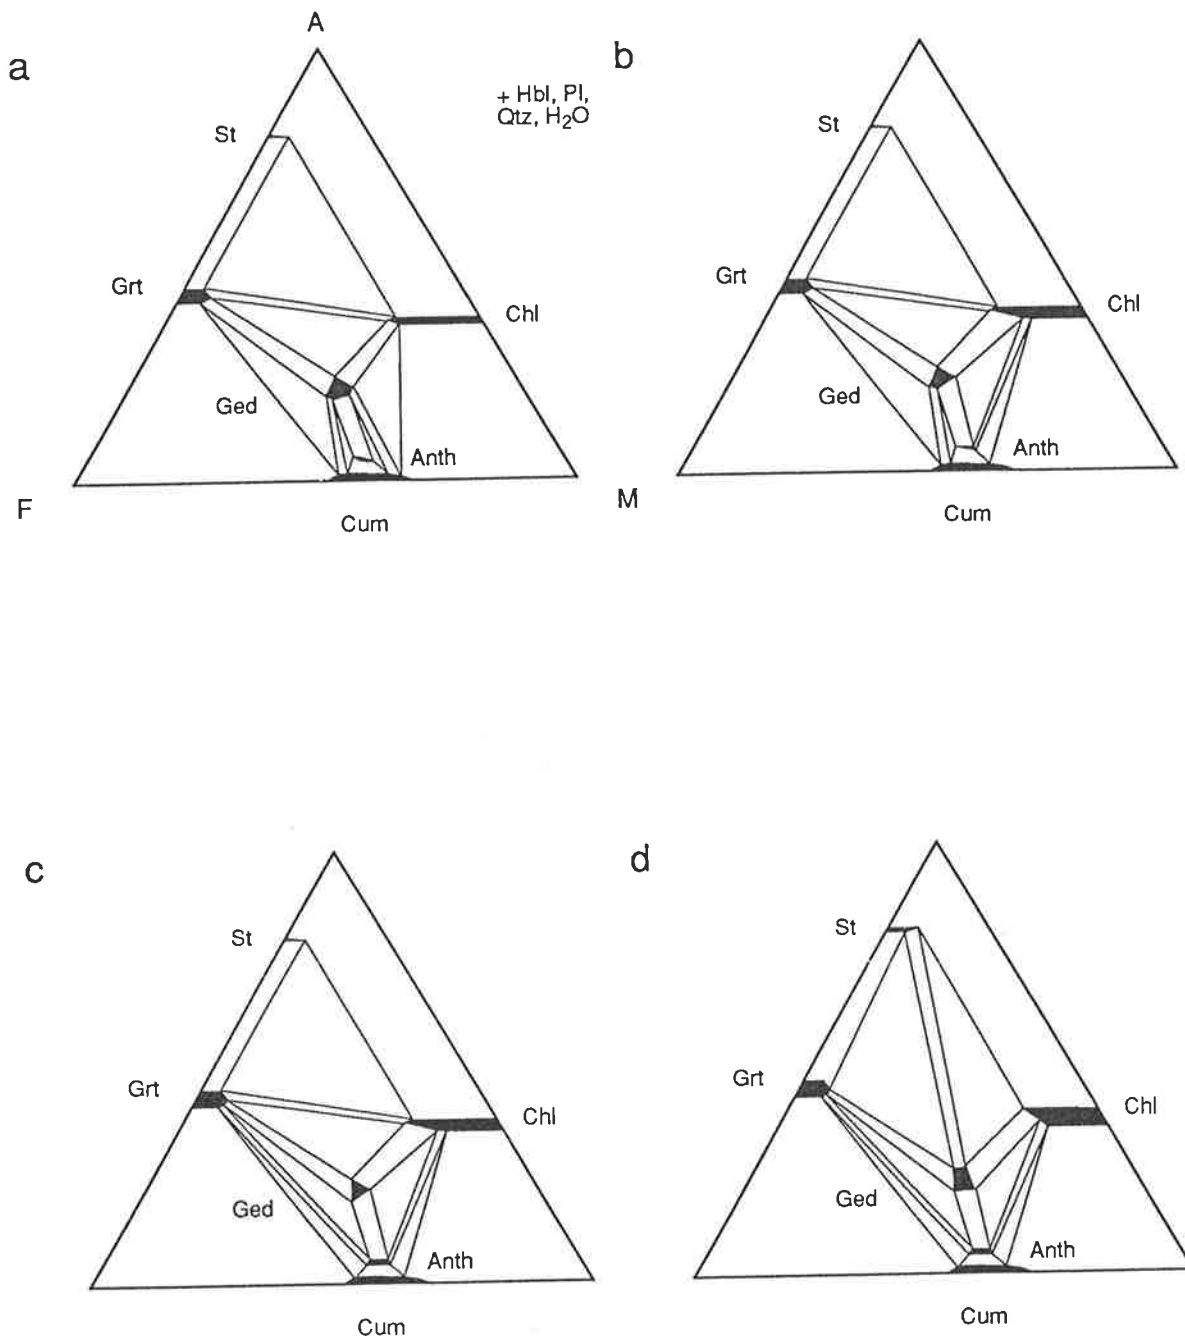 a
A
+ Hbl, Pl,
Qtz, H₂O
St
Grt
Chl
Ged
Anth
F
Cum
b
St
Grt
Chl
Ged
Anth
M
Cum
c
St
Grt
Chl
Ged
Anth
Cum
d
St
Grt
Chl
Ged
Anth
Cum